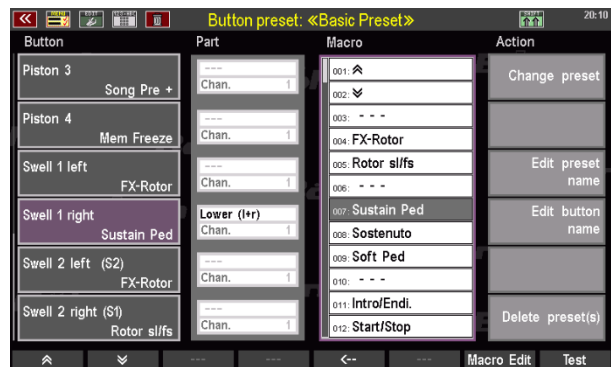 Button preset: «Basic Preset»
20:10
Button
Part
Macro
Action
Piston 3
Song Pre +
---
Chan. 1
Piston 4
Mem Freeze
---
Chan. 1
Swell 1 left
FX-Rotor
---
Chan. 1
Swell 1 right
Sustain Ped
Lower (l+r)
Chan. 1
Swell 2 left (S2)
FX-Rotor
---
Chan. 1
Swell 2 right (S1)
Rotor sl/fs
---
Chan. 1
001:
002:
003: - - -
004: FX-Rotor
005: Rotor sl/fs
006: - - -
007: Sustain Ped
008: Sostenuto
009: Soft Ped
010: - - -
011: Intro/Endi.
012: Start/Stop
Change preset
Edit preset
name
Edit button
name
Delete preset(s)
--- --- <-- --- Macro Edit Test